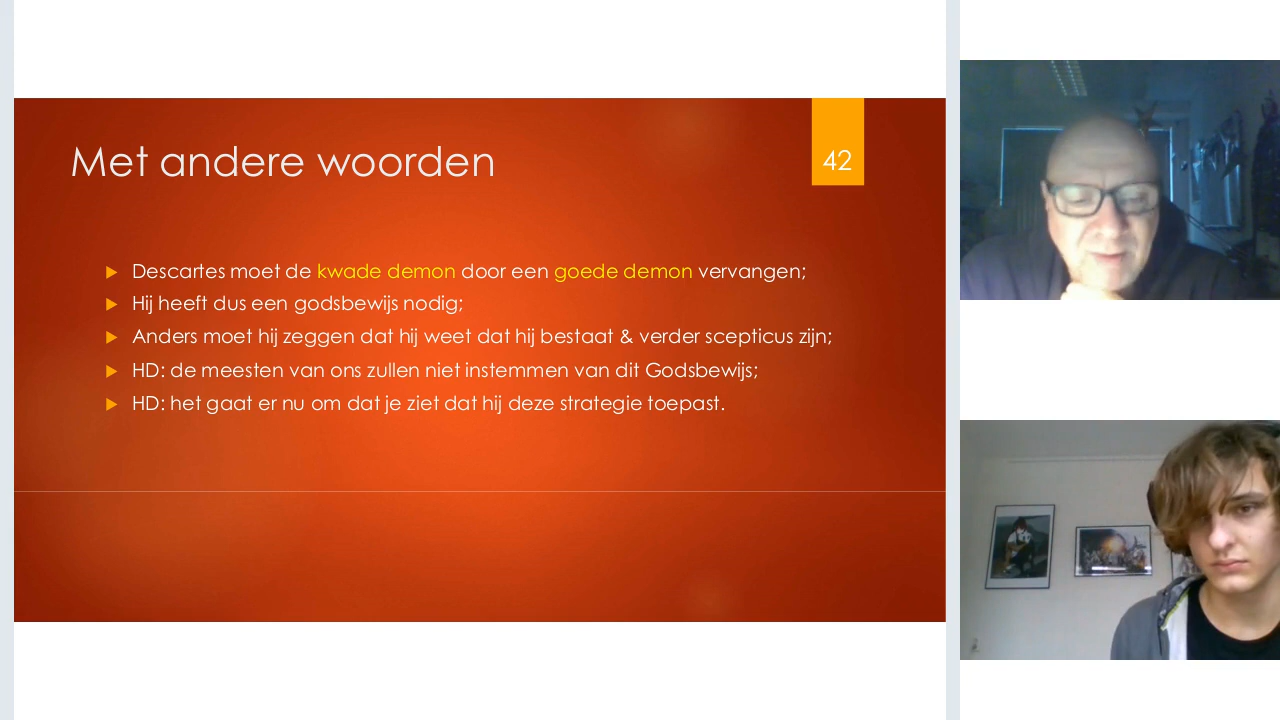 Met andere woorden
42
Descartes moet de kwade demon door een goede demon vervangen;
Hij heeft dus een godsbewijs nodig;
Anders moet hij zeggen dat hij weet dat hij bestaat & verder scepticus zijn;
HD: de meesten van ons zullen niet instemmen van dit Godsbewijs;
HD: het gaat er nu om dat je ziet dat hij deze strategie toepast.